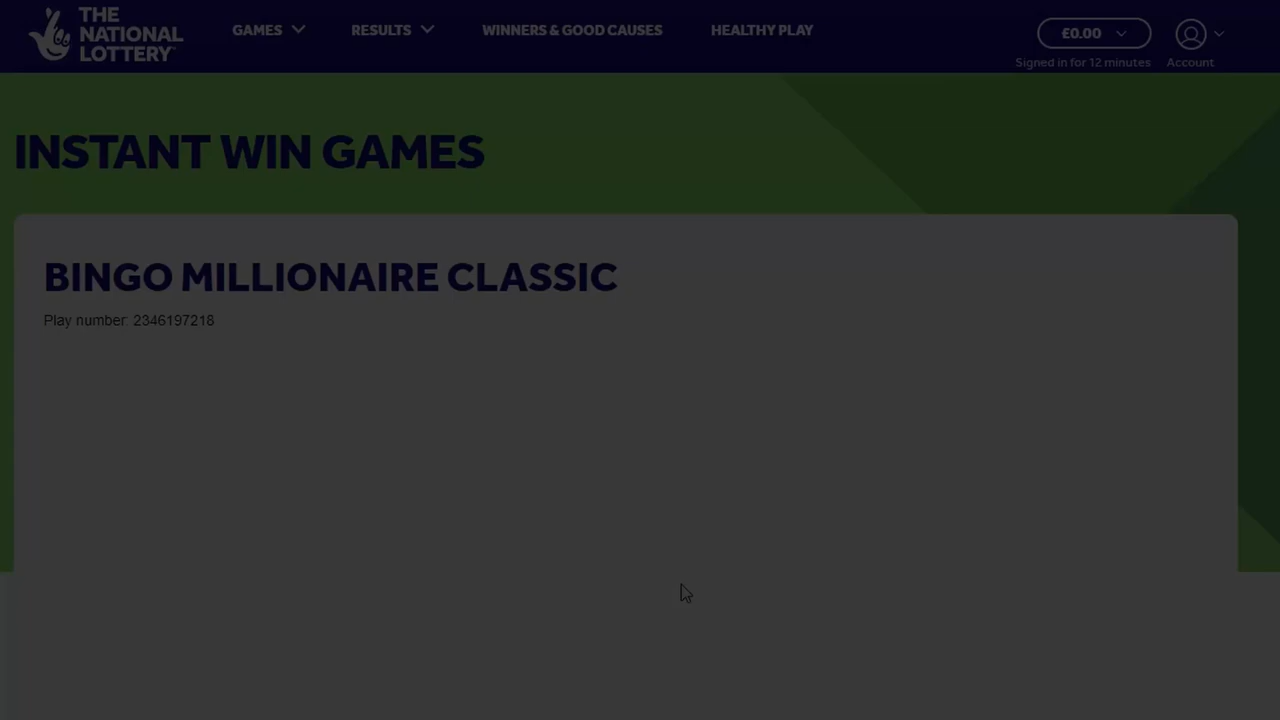 THE
NATIONAL
LOTTERY®
GAMES
RESULTS
WINNERS & GOOD CAUSES
HEALTHY PLAY
£0.00
Signed in for 12 minutes
Account
INSTANT WIN GAMES
BINGO MILLIONAIRE CLASSIC
Play number: 2346197218